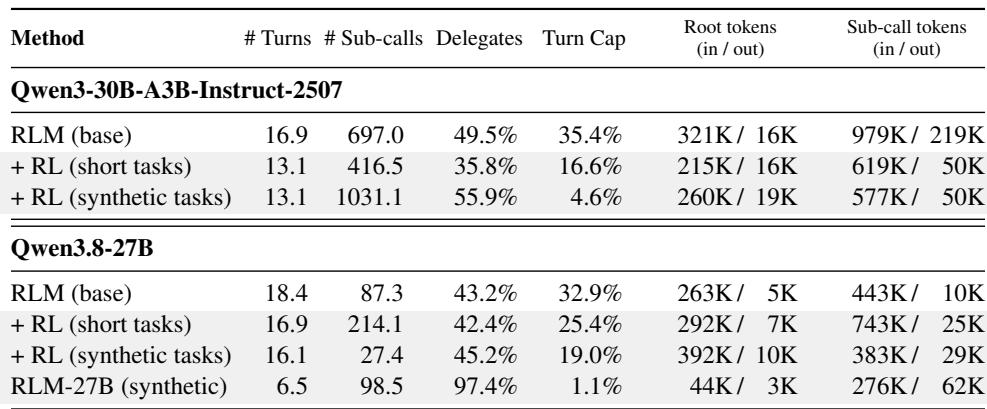 Method # Turns # Sub-calls Delegates Turn Cap Root tokens (in / out) Sub-call tokens (in / out)
Qwen3-30B-A3B-Instruct-2507
RLM (base) 16.9 697.0 49.5% 35.4% 321K / 16K 979K / 219K
+ RL (short tasks) 13.1 416.5 35.8% 16.6% 215K / 16K 619K / 50K
+ RL (synthetic tasks) 13.1 1031.1 55.9% 4.6% 260K / 19K 577K / 50K
Qwen3.8-27B
RLM (base) 18.4 87.3 43.2% 32.9% 263K / 5K 443K / 10K
+ RL (short tasks) 16.9 214.1 42.4% 25.4% 292K / 7K 743K / 25K
+ RL (synthetic tasks) 16.1 27.4 45.2% 19.0% 392K / 10K 383K / 29K
RLM-27B (synthetic) 6.5 98.5 97.4% 1.1% 44K / 3K 276K / 62K